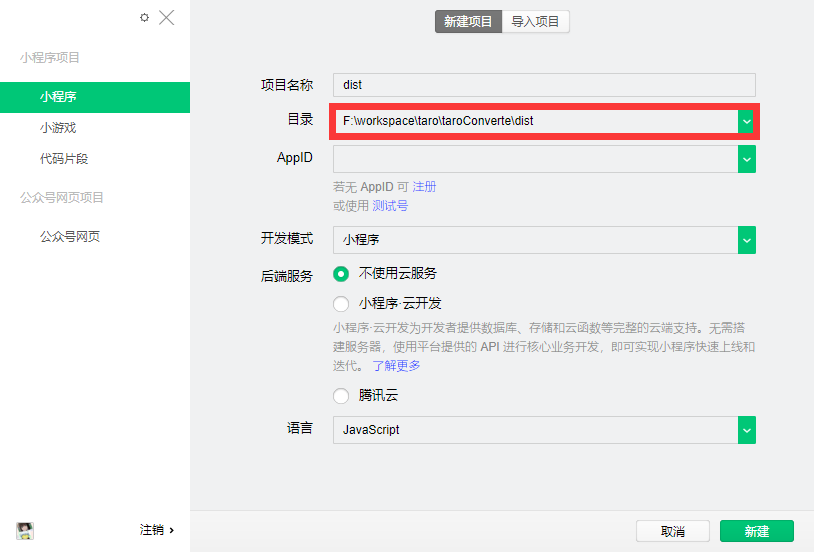 新建项目 导入项目
小程序项目
小程序
小游戏
代码片段
公众号网页项目
公众号网页
项目名称 dist
目录 F:\workspace\taro\taroConverte\dist
AppID
若无 AppID 可 注册
或使用 测试号
开发模式 小程序
后端服务 不使用云服务
小程序·云开发
小程序·云开发为开发者提供数据库、存储和云函数等完整的云端支持。无需搭
建服务器，使用平台提供的 API 进行核心业务开发，即可实现小程序快速上线和
迭代。 了解更多
腾讯云
语言 JavaScript
注销 ›
取消 新建